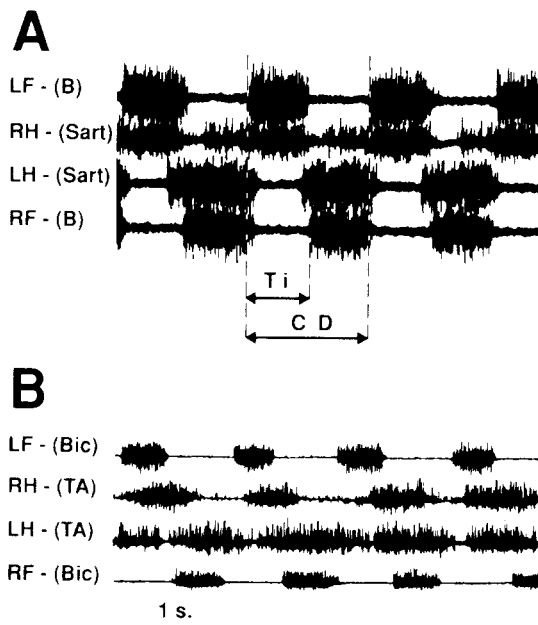 A
LF - (B)
RH - (Sart)
LH - (Sart)
RF - (B)
T i
C D
B
LF - (Bic)
RH - (TA)
LH - (TA)
RF - (Bic)
1 s.